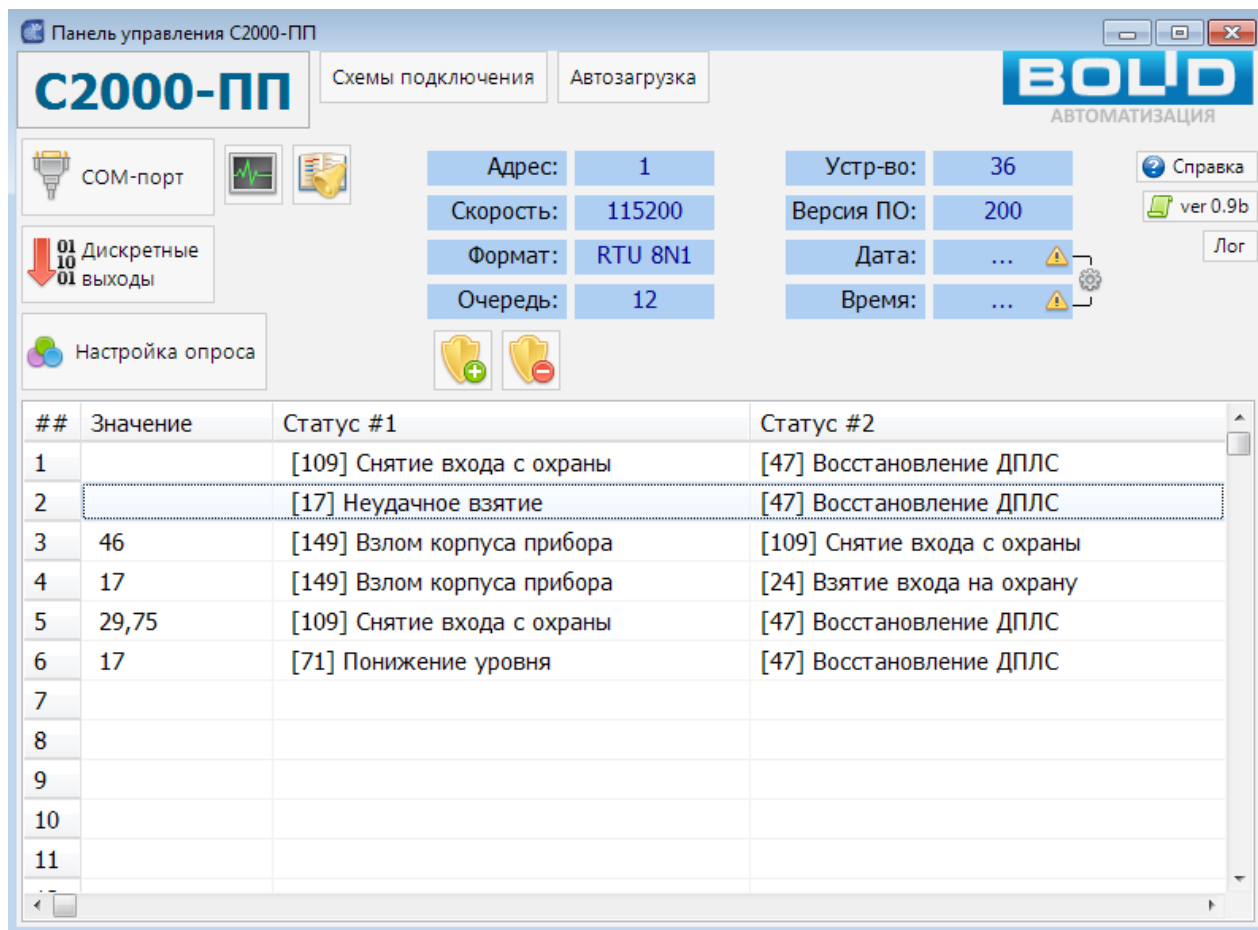 Панель управления С2000-ПП
С2000-ПП
Схемы подключения
Автозагрузка
BOLID
АВТОМАТИЗАЦИЯ
COM-порт
Адрес: 1
Устр-во: 36
Справка
Скорость: 115200
Версия ПО: 200
ver 0.9b
01 10 01 Дискретные выходы
Формат: RTU 8N1
Дата: ...
Лог
Очередь: 12
Время: ...
Настройка опроса
## Значение Статус #1 Статус #2
1 [109] Снятие входа с охраны [47] Восстановление ДПЛС
2 [17] Неудачное взятие [47] Восстановление ДПЛС
3 46 [149] Взлом корпуса прибора [109] Снятие входа с охраны
4 17 [149] Взлом корпуса прибора [24] Взятие входа на охрану
5 29,75 [109] Снятие входа с охраны [47] Восстановление ДПЛС
6 17 [71] Понижение уровня [47] Восстановление ДПЛС
7
8
9
10
11